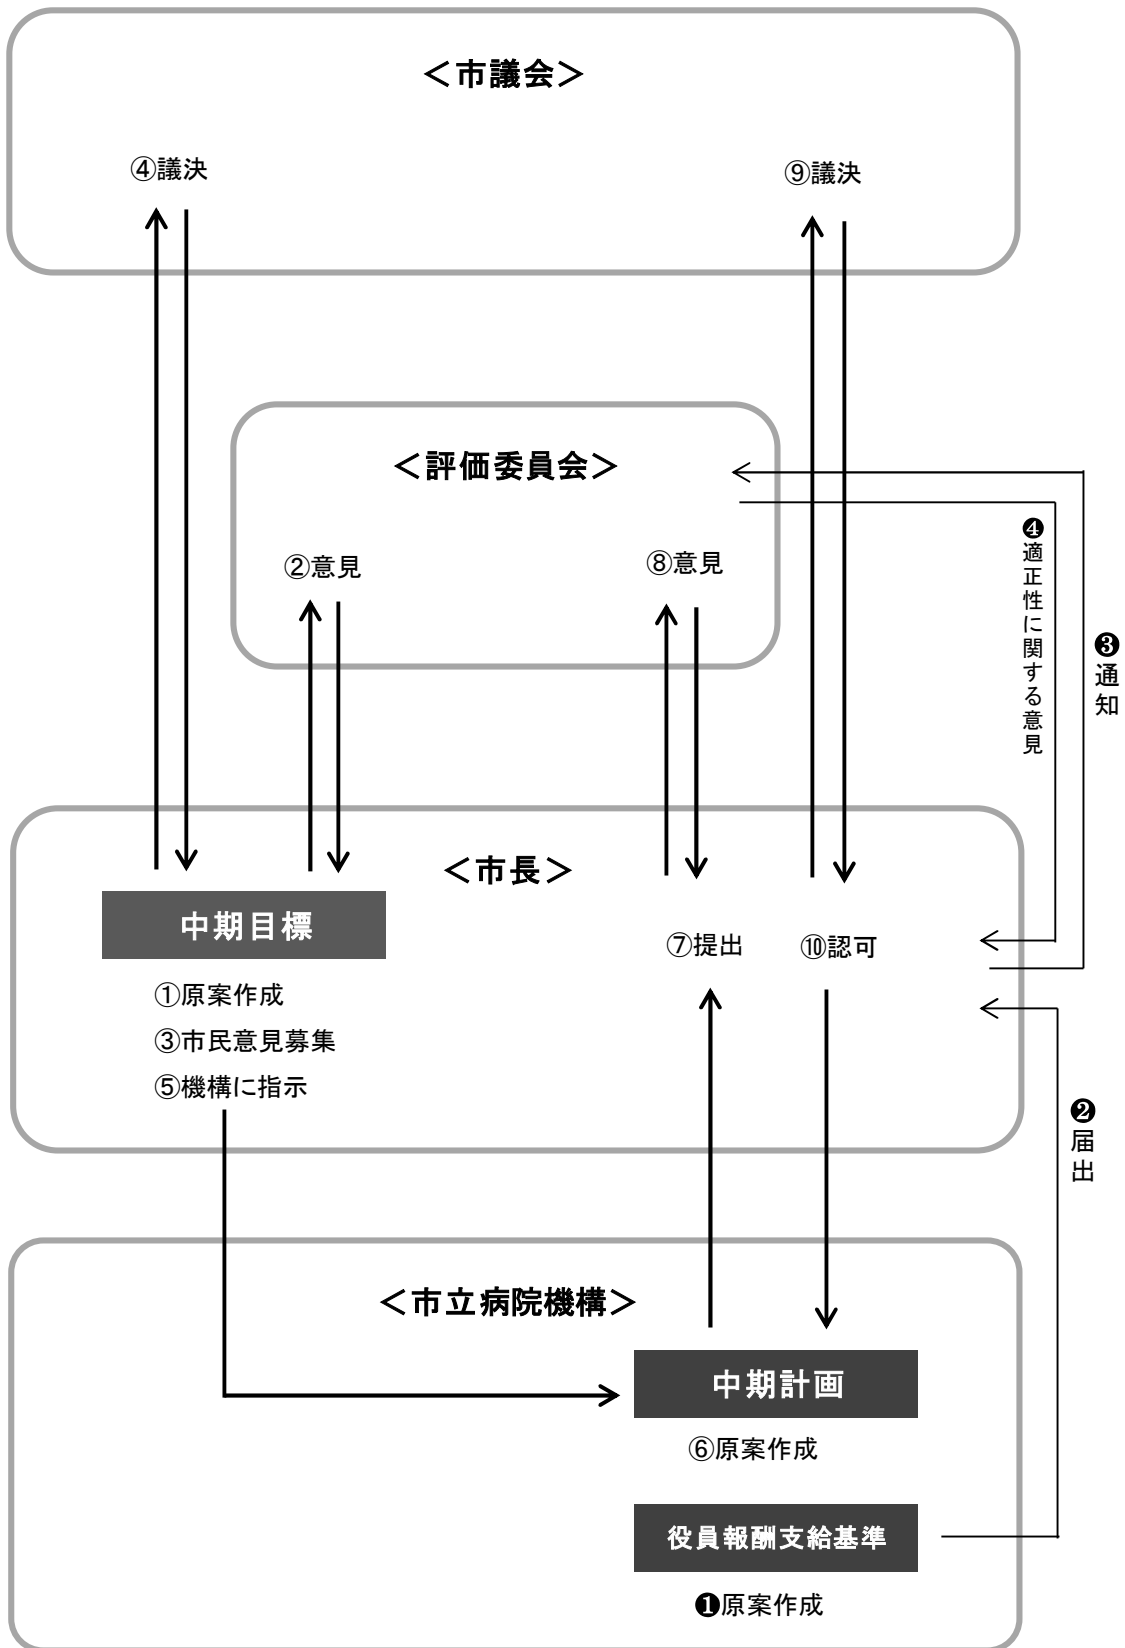 ＜市議会＞
④議決
⑨議決
＜評価委員会＞
②意見
⑧意見
❹適正性に関する意見
❸通知
＜市長＞
中期目標
⑦提出
⑩認可
①原案作成
③市民意見募集
⑤機構に指示
❷届出
＜市立病院機構＞
中期計画
⑥原案作成
役員報酬支給基準
❶原案作成